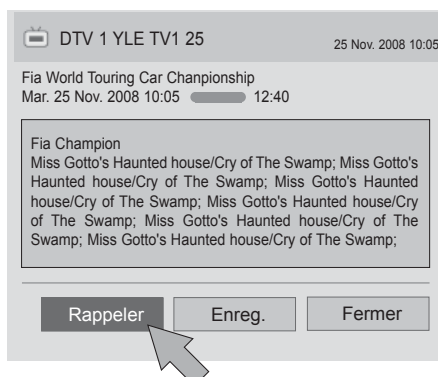 DTV 1 YLE TV1 25
25 Nov. 2008 10:05
Fia World Touring Car Chanpionship
Mar. 25 Nov. 2008 10:05 12:40
Fia Champion
Miss Gotto's Haunted house/Cry of The Swamp; Miss Gotto's
Haunted house/Cry of The Swamp; Miss Gotto's Haunted
house/Cry of The Swamp; Miss Gotto's Haunted house/Cry
of The Swamp; Miss Gotto's Haunted house/Cry of The
Swamp; Miss Gotto's Haunted house/Cry of The Swamp;
Rappeler
Enreg.
Fermer